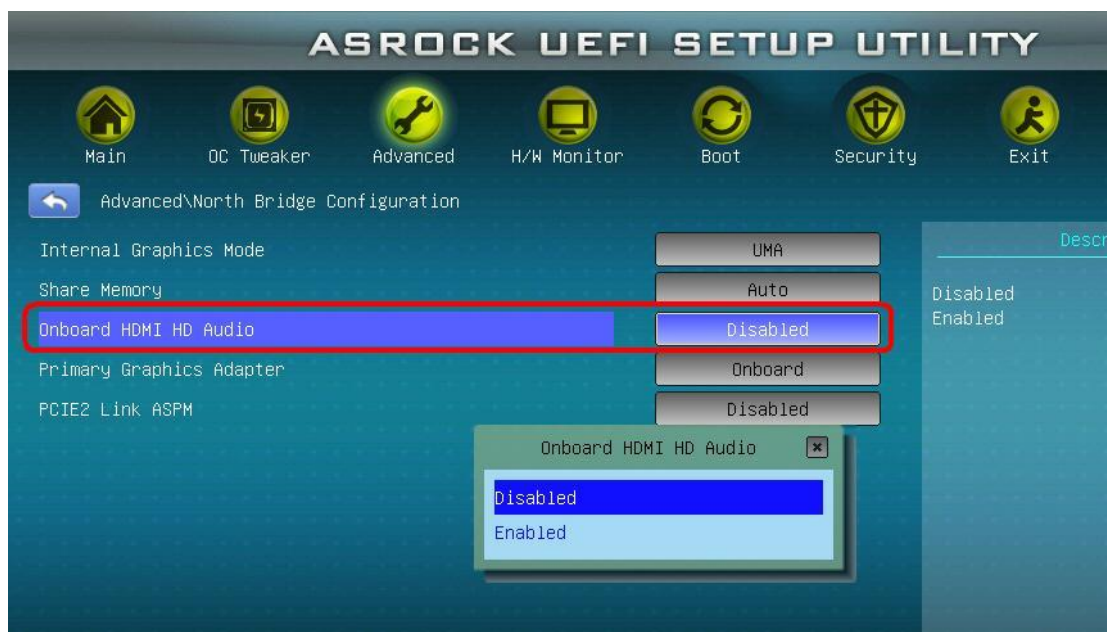 ASROCK UEFI SETUP UTILITY
Main OC Tweaker Advanced H/W Monitor Boot Security Exit
Advanced\North Bridge Configuration
Internal Graphics Mode UMA
Share Memory Auto
Onboard HDMI HD Audio Disabled
Primary Graphics Adapter Onboard
PCIE2 Link ASPM Disabled
Onboard HDMI HD Audio
Disabled
Enabled
Descr
Disabled
Enabled